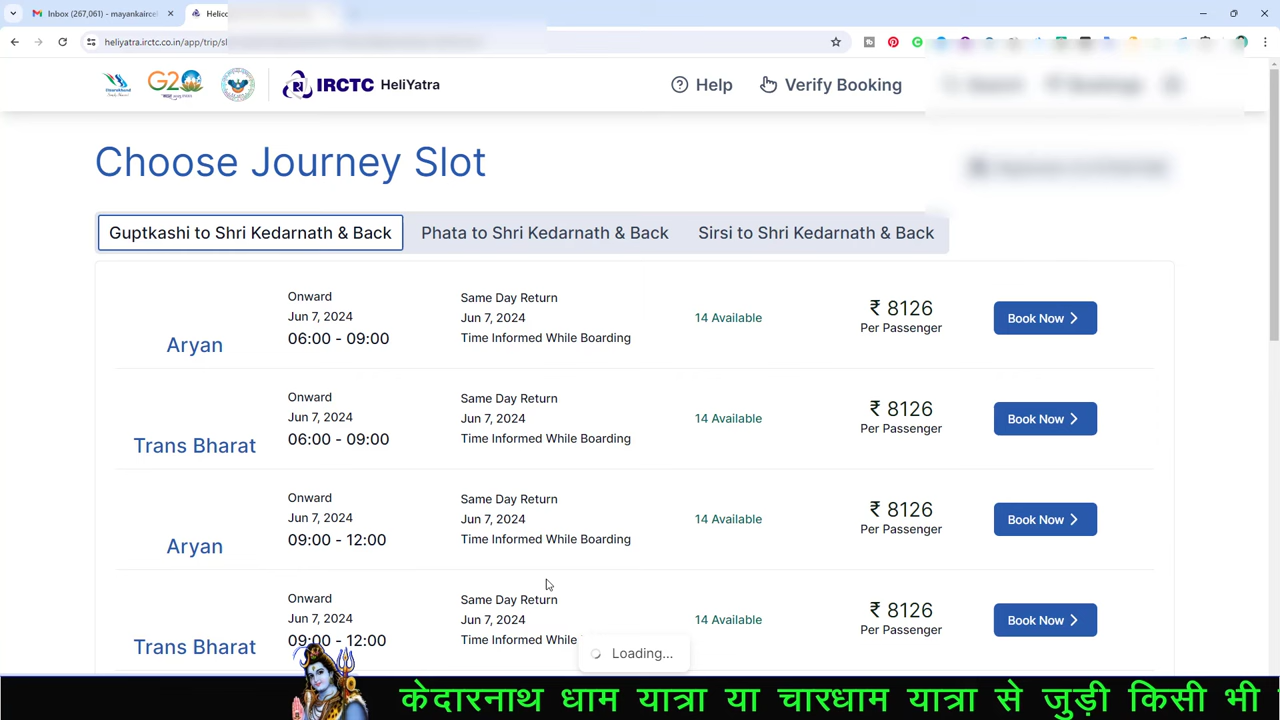 Inbox (267,061) - mayankaircel
Helic
heliyatra.irctc.co.in/app/trip/sl
G20
IRCTC HeliYatra
Help
Verify Booking
Choose Journey Slot
Guptkashi to Shri Kedarnath & Back
Phata to Shri Kedarnath & Back
Sirsi to Shri Kedarnath & Back
Aryan
Onward
Jun 7, 2024
06:00 - 09:00
Same Day Return
Jun 7, 2024
Time Informed While Boarding
14 Available
₹ 8126
Per Passenger
Book Now
Trans Bharat
Onward
Jun 7, 2024
06:00 - 09:00
Same Day Return
Jun 7, 2024
Time Informed While Boarding
14 Available
₹ 8126
Per Passenger
Book Now
Aryan
Onward
Jun 7, 2024
09:00 - 12:00
Same Day Return
Jun 7, 2024
Time Informed While Boarding
14 Available
₹ 8126
Per Passenger
Book Now
Trans Bharat
Onward
Jun 7, 2024
09:00 - 12:00
Same Day Return
Jun 7, 2024
Time Informed While
14 Available
₹ 8126
Per Passenger
Book Now
Loading...
केदारनाथ धाम यात्रा या चारधाम यात्रा से जुड़ी किसी भी